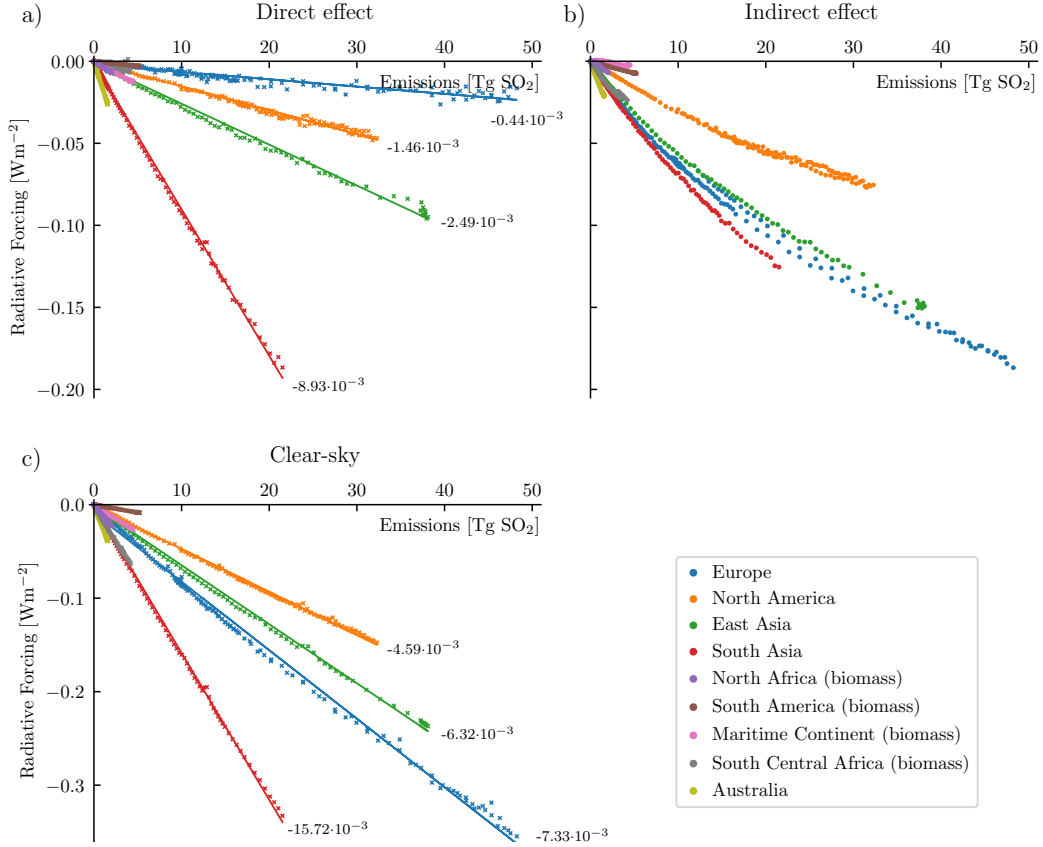 a) Direct effect
0 10 20 30 40 50
Emissions [Tg SO₂]
0.00
−0.05
−0.10
−0.15
−0.20
Radiative Forcing [Wm⁻²]
-0.44·10⁻³
-1.46·10⁻³
-2.49·10⁻³
-8.93·10⁻³
b) Indirect effect
0 10 20 30 40 50
Emissions [Tg SO₂]
c) Clear-sky
0 10 20 30 40 50
Emissions [Tg SO₂]
0.0
−0.1
−0.2
−0.3
Radiative Forcing [Wm⁻²]
-4.59·10⁻³
-6.32·10⁻³
-15.72·10⁻³
-7.33·10⁻³
Europe
North America
East Asia
South Asia
North Africa (biomass)
South America (biomass)
Maritime Continent (biomass)
South Central Africa (biomass)
Australia